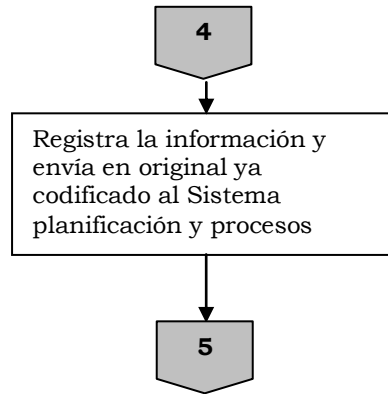 4
Registra la información y
envía en original ya
codificado al Sistema
planificación y procesos
5